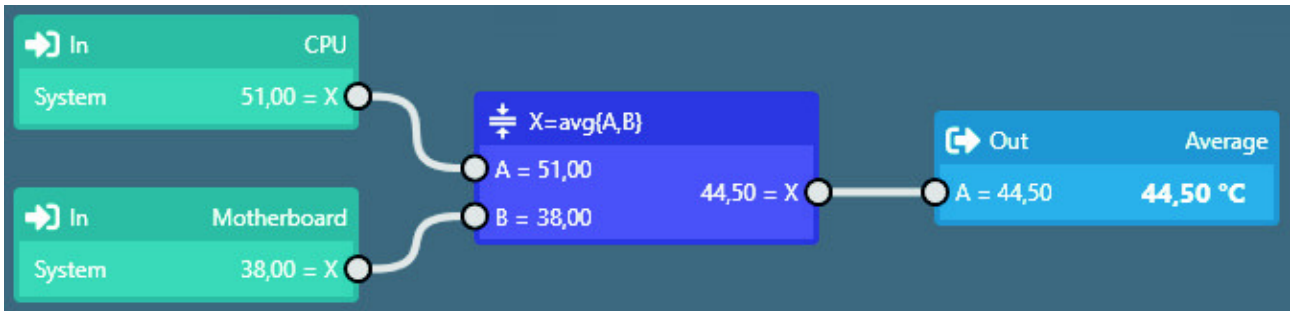 In CPU
System 51,00 = X
In Motherboard
System 38,00 = X
X=avg{A,B}
A = 51,00
44,50 = X
B = 38,00
Out Average
A = 44,50 44,50 °C